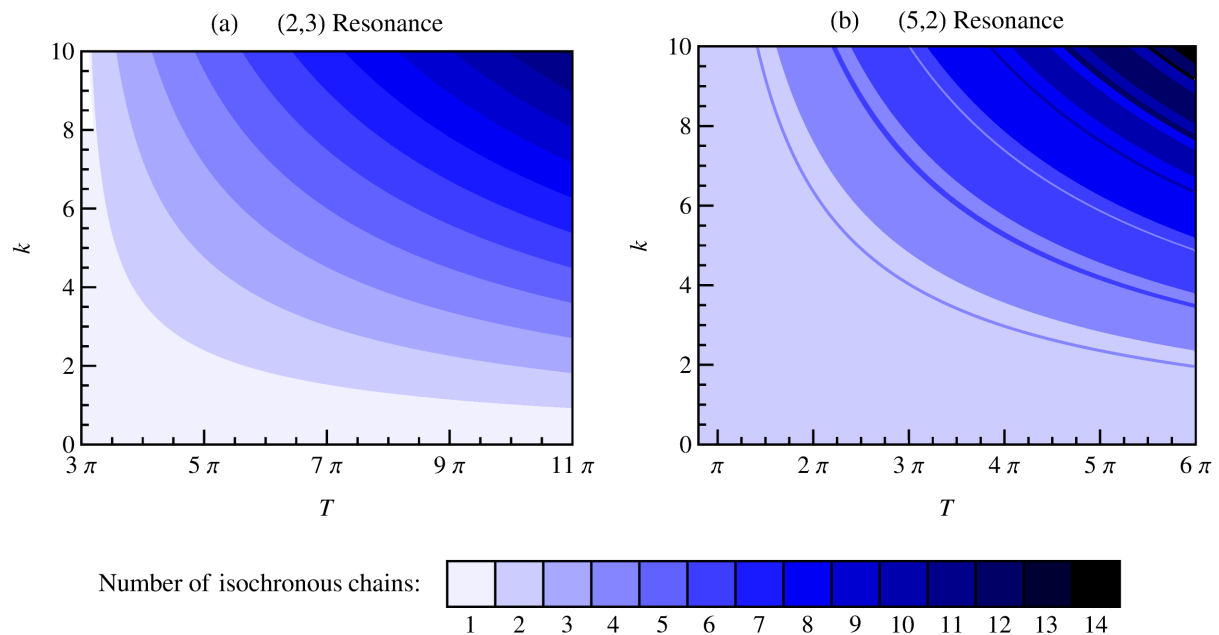 (a) (2,3) Resonance
10
8
6
4
2
0
k
3 π 5 π 7 π 9 π 11 π
T
(b) (5,2) Resonance
10
8
6
4
2
0
k
π 2 π 3 π 4 π 5 π 6 π
T
Number of isochronous chains:
1 2 3 4 5 6 7 8 9 10 11 12 13 14